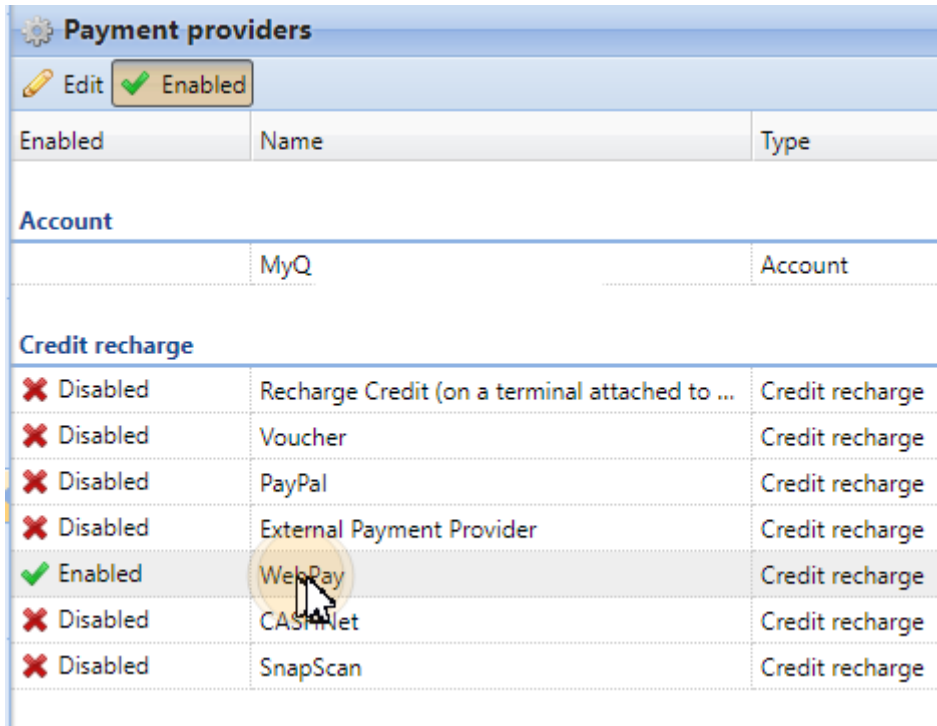 Payment providers
Edit Enabled
Enabled Name Type
Account
MyQ Account
Credit recharge
Disabled Recharge Credit (on a terminal attached to ... Credit recharge
Disabled Voucher Credit recharge
Disabled PayPal Credit recharge
Disabled External Payment Provider Credit recharge
Enabled WebPay Credit recharge
Disabled CASHNet Credit recharge
Disabled SnapScan Credit recharge